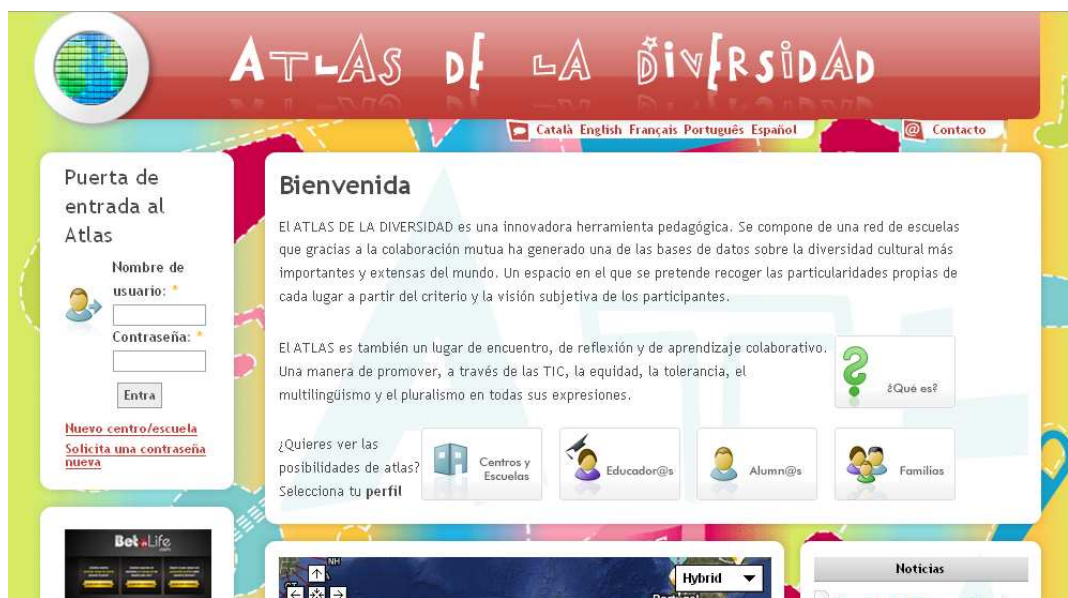 ATLAS DE LA DIVERSIDAD
Català English Français Português Español
@ Contacto
Puerta de
entrada al
Atlas
Nombre de
usuario: *
Contraseña: *
Entra
Nuevo centro/escuela
Solicita una contraseña
nueva
Bienvenida
El ATLAS DE LA DIVERSIDAD es una innovadora herramienta pedagógica. Se compone de una red de escuelas
que gracias a la colaboración mutua ha generado una de las bases de datos sobre la diversidad cultural más
importantes y extensas del mundo. Un espacio en el que se pretende recoger las particularidades propias de
cada lugar a partir del criterio y la visión subjetiva de los participantes.
El ATLAS es también un lugar de encuentro, de reflexión y de aprendizaje colaborativo.
Una manera de promover, a través de las TIC, la equidad, la tolerancia, el
multilingüismo y el pluralismo en todas sus expresiones.
¿Qué es?
¿Quieres ver las
posibilidades de atlas?
Selecciona tu perfil
Centros y
Escuelas
Educador@s
Alumn@s
Familias
Bet Life
NH
Hybrid
Noticias